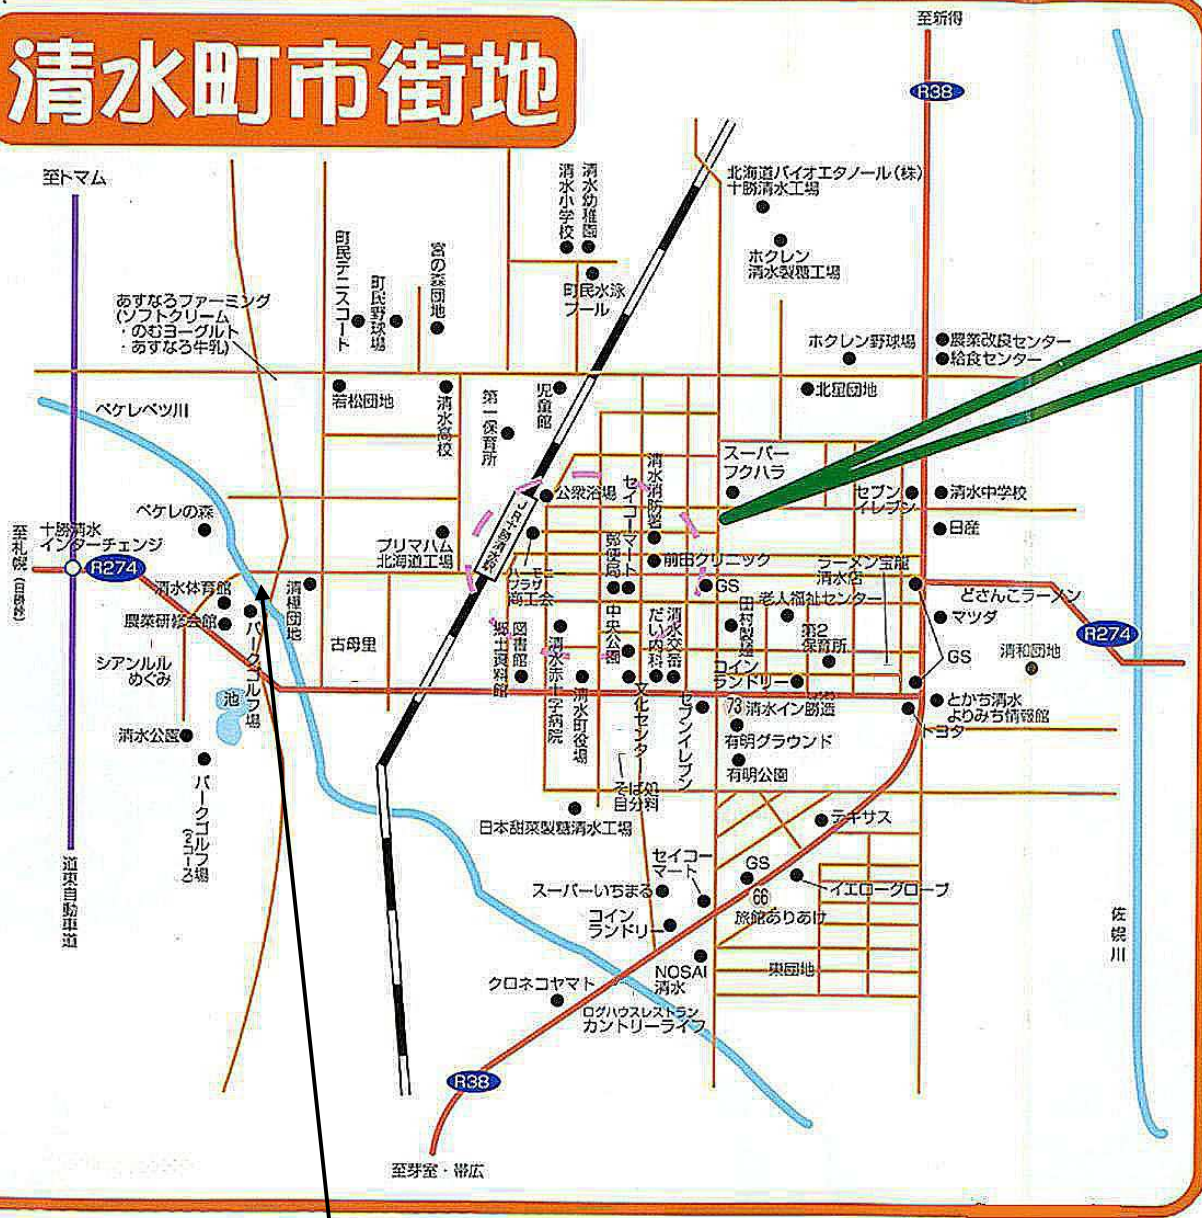 清水町市街地
至新得
R38
至トマム
清水小学校
清水幼稚園
北海道バイオエタノール(株)
十勝清水工場
町民テニスコート
町民野球場
宮の森団地
町民水泳
プール
ホクレン
清水製糖工場
あすなろファーミング
(ソフトクリーム
・のむヨーグルト
・あすなろ牛乳)
ホクレン野球場
農業改良センター
給食センター
北星団地
ペケレベツ川
若松団地
清水高校
第一保育所
児童館
スーパー
フクハラ
清水消防署
セイコーマート
公衆浴場
セブン
イレブン
清水中学校
日産
ペケレの森
十勝清水
インターチェンジ
至札幌
(日勝峠)
R274
プリマハム
北海道工場
JR十勝清水駅
ハーモニー
プラザ
商工会
郵便局
前田クリニック
GS
ラーメン宝龍
清水店
どさんこラーメン
清水体育館
農業研修会館
清樟団地
パークゴルフ場
古母里
郷土資料館
図書館
清水赤十字病院
清水町役場
中央公園
だい内科
清水交番
田村製麺
老人福祉センター
第2
保育所
マツダ
R274
清和団地
GS
シアンルル
めぐみ
池
清水公園
コイン
ランドリー
文化センター
セブンイレブン
73
清水イン勝造
有明グラウンド
有明公園
とかち清水
よりみち情報館
トヨタ
パークゴルフ場
(2コース)
そば処
目分料
日本甜菜製糖清水工場
テキサス
セイコー
マート
GS
スーパーいちまる
66
旅館ありあけ
イエローグローブ
コイン
ランドリー
道東自動車道
佐幌川
NOSAI
清水
東団地
クロネコヤマト
ログハウスレストラン
カントリーライフ
R38
至芽室・帯広